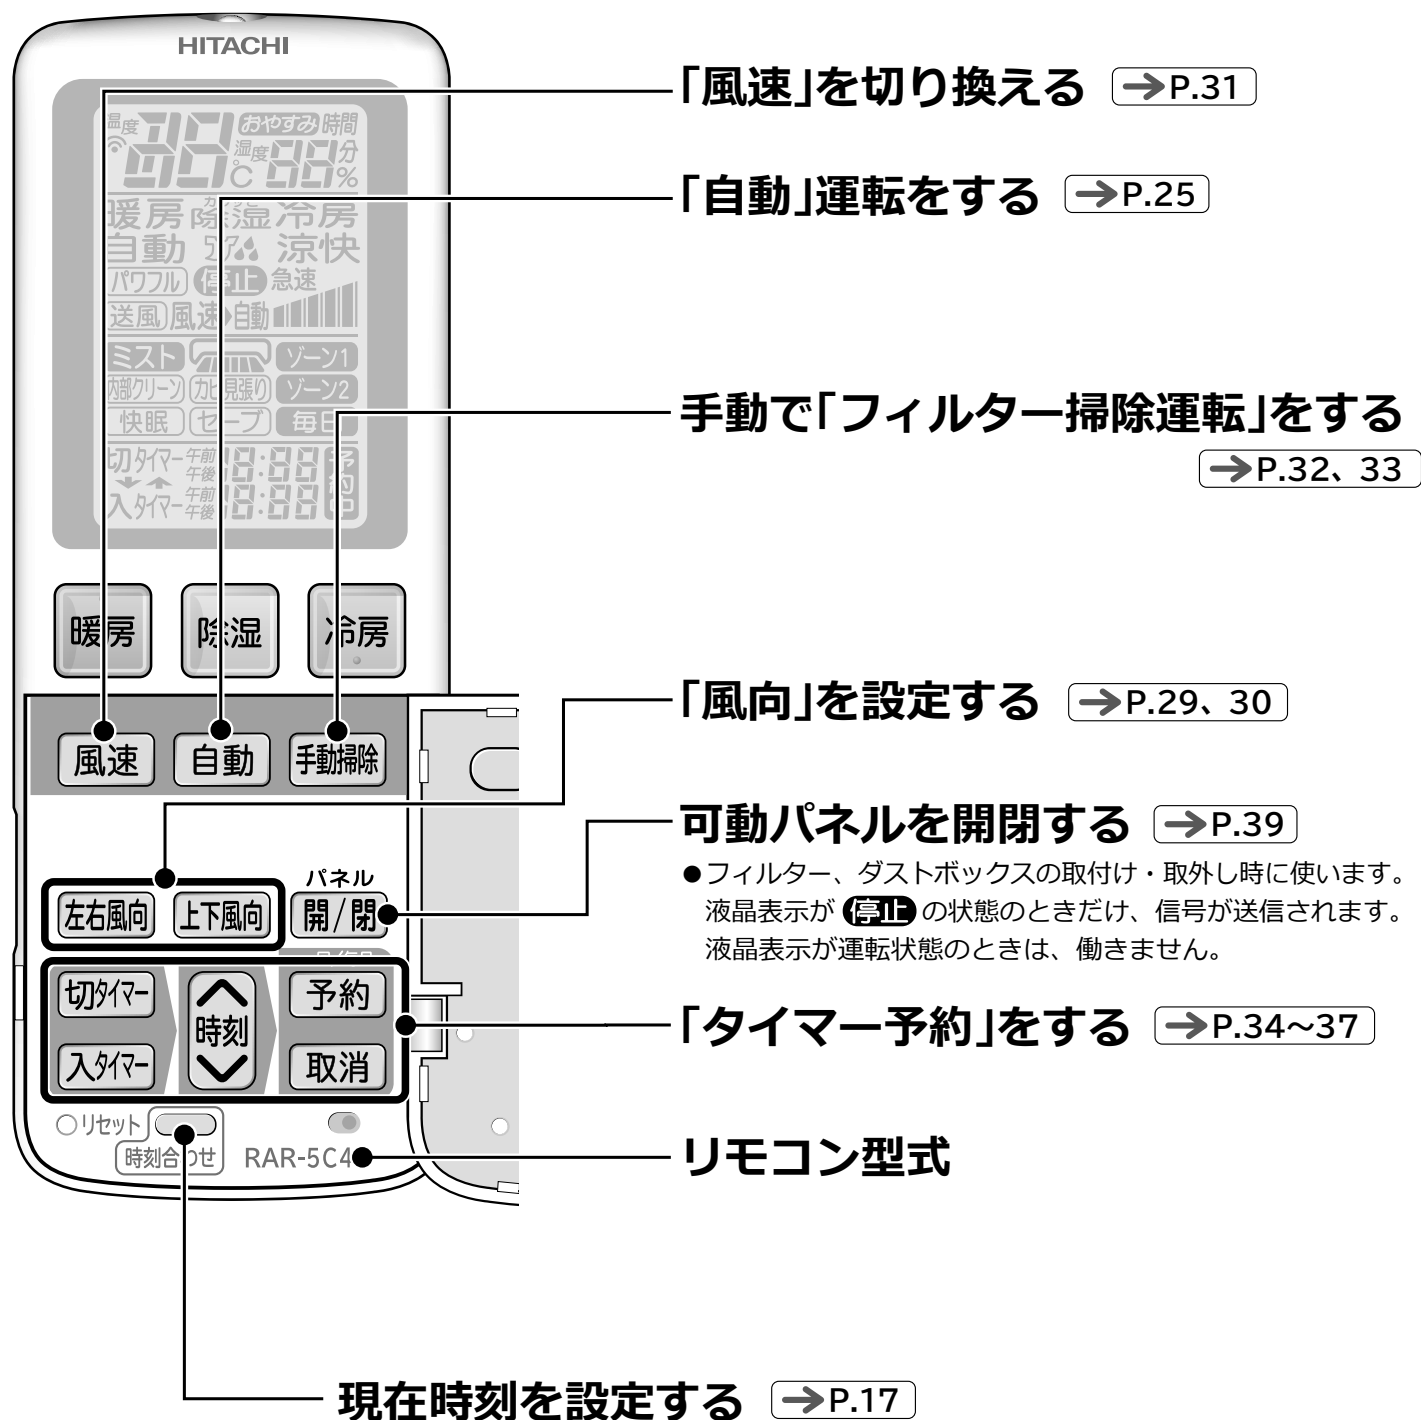 HITACHI
「風速」を切り換える →P.31
温度 おやすみ 時間
湿度 分
℃ %
「自動」運転をする →P.25
暖房 除湿 冷房
自動 涼快
パワフル 停止 急速
送風 風速 自動
ミスト ゾーン1
内部クリーン カビ見張り ゾーン2
快眠 セーブ 毎日
手動で「フィルター掃除運転」をする
→P.32、33
切タイマー 午前 午後 88:88 予約中
入タイマー 午前 午後 88:88
暖房 除湿 冷房
「風向」を設定する →P.29、30
風速 自動 手動掃除
可動パネルを開閉する →P.39
●フィルター、ダストボックスの取付け・取外し時に使います。
液晶表示が 停止 の状態のときだけ、信号が送信されます。
液晶表示が運転状態のときは、働きません。
パネル
左右風向 上下風向 開/閉
切タイマー 時刻 予約
入タイマー 取消
「タイマー予約」をする →P.34〜37
リセット
時刻合わせ RAR-5C4
リモコン型式
現在時刻を設定する →P.17